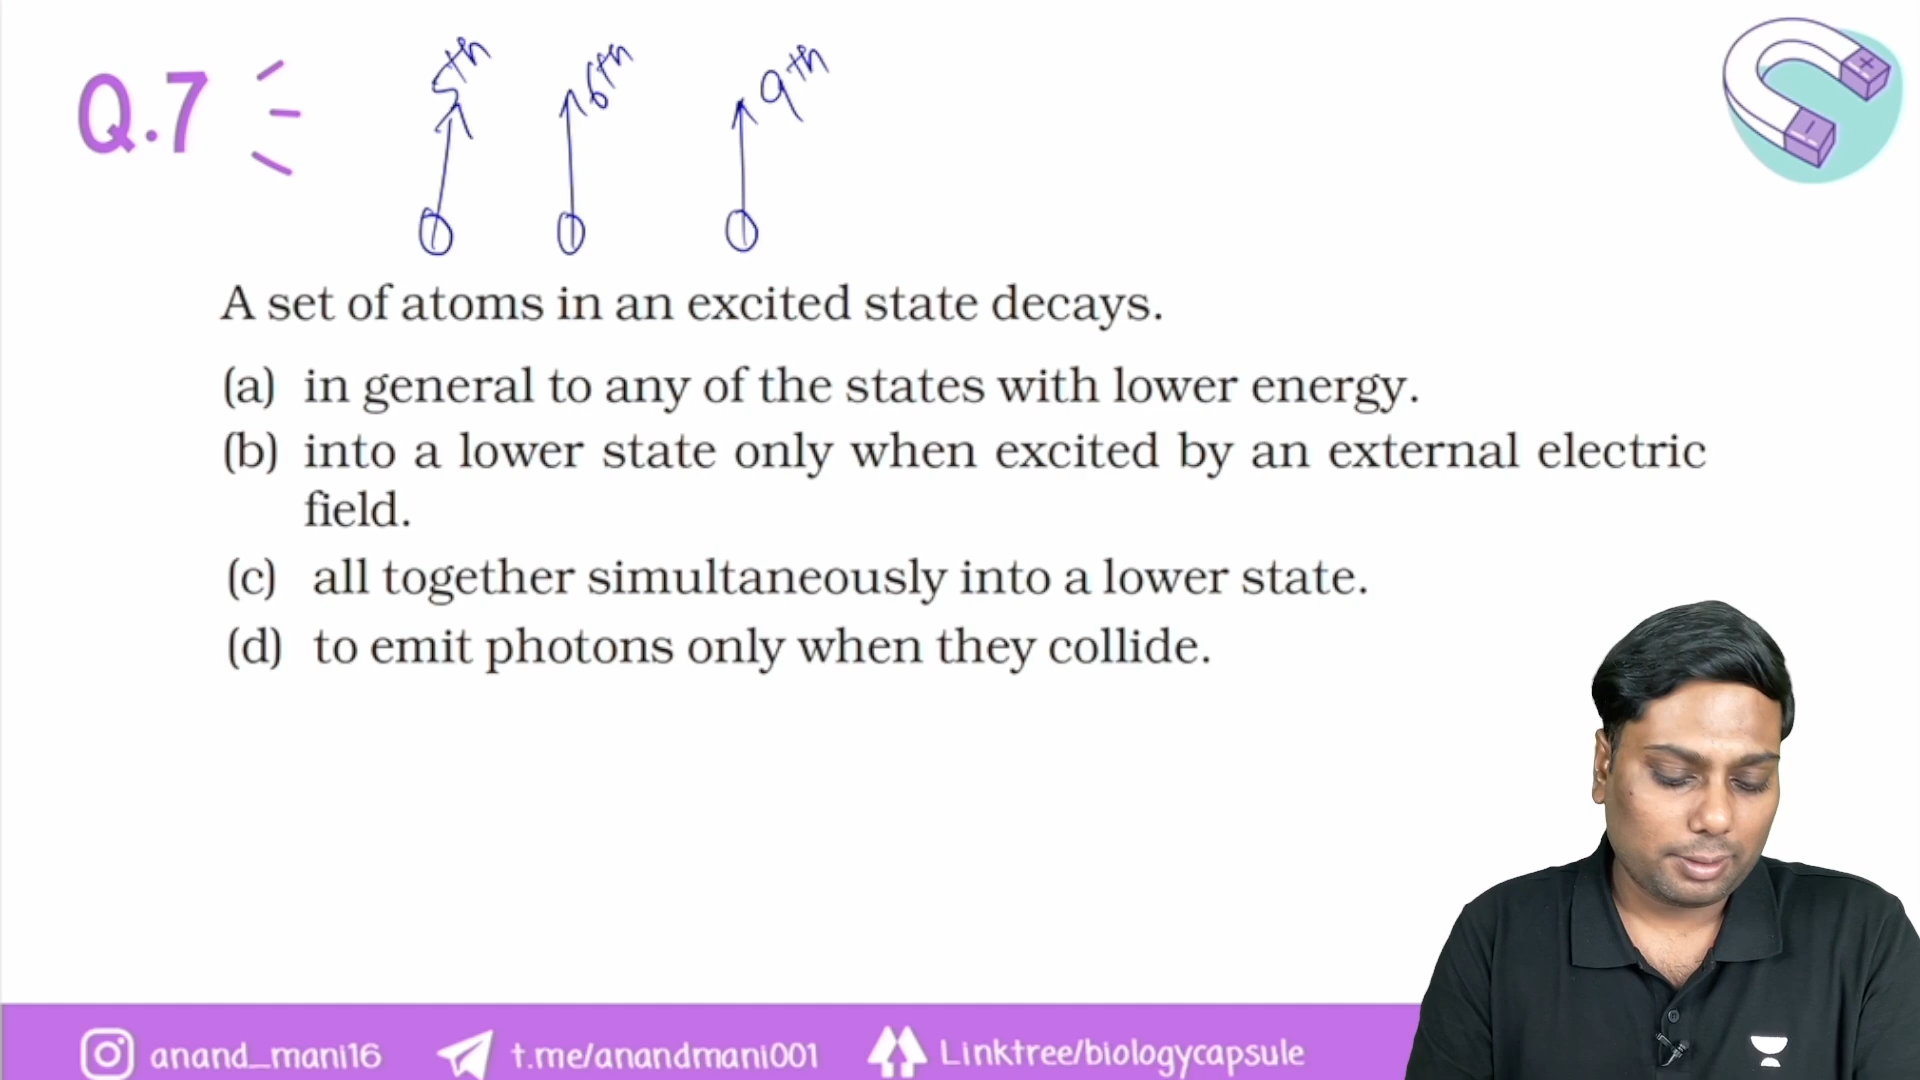 Q.7
5th 6th 9th
A set of atoms in an excited state decays.
(a) in general to any of the states with lower energy.
(b) into a lower state only when excited by an external electric
field.
(c) all together simultaneously into a lower state.
(d) to emit photons only when they collide.
anand_mani16 t.me/anandmani001 Linktree/biologycapsule